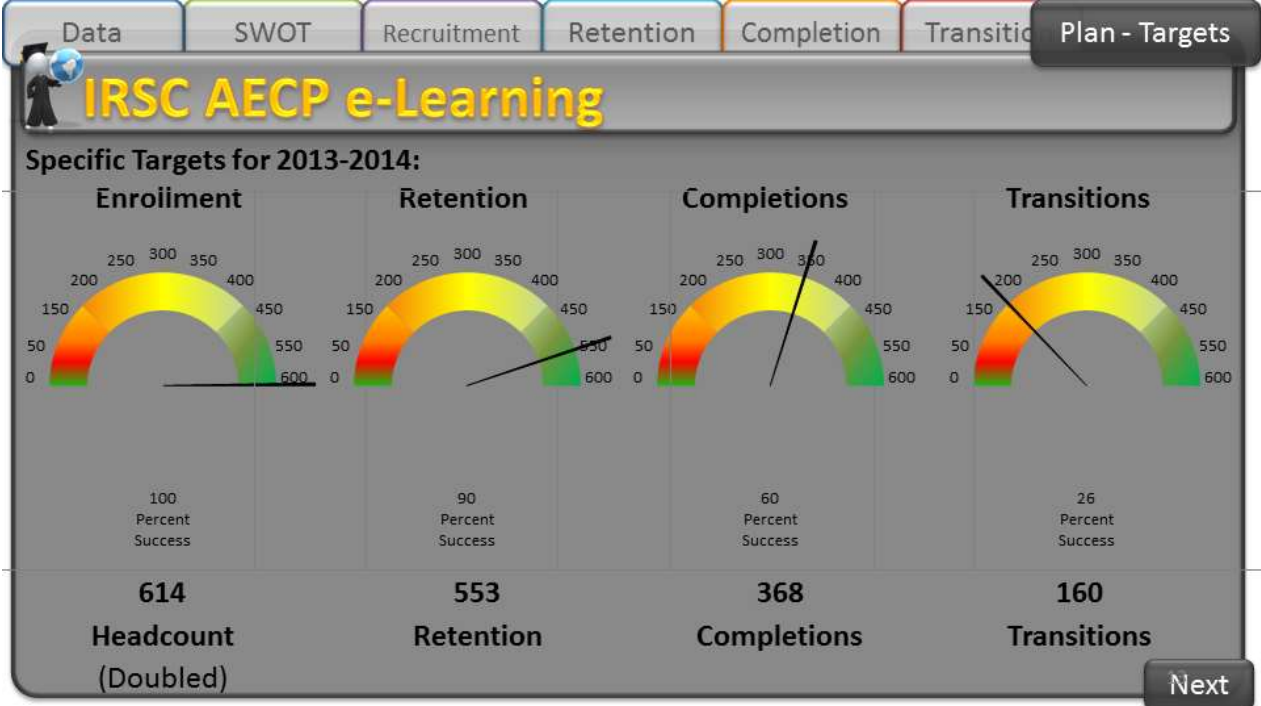 Data SWOT Recruitment Retention Completion Transitio Plan - Targets
IRSC AECP e-Learning
Specific Targets for 2013-2014:
Enrollment Retention Completions Transitions
0 50 150 200 250 300 350 400 450 550 600
0 50 150 200 250 300 350 400 450 550 600
0 50 150 200 250 300 350 400 450 550 600
0 50 150 200 250 300 350 400 450 550 600
100 90 60 26
Percent Percent Percent Percent
Success Success Success Success
614 553 368 160
Headcount Retention Completions Transitions
(Doubled)
Next